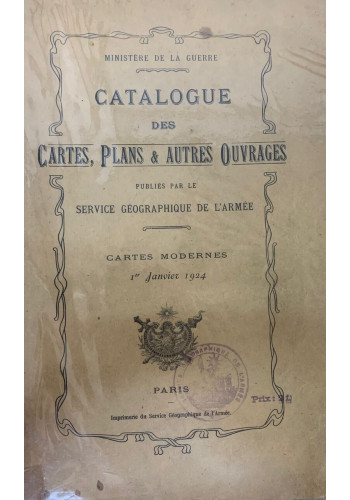 MINISTÈRE DE LA GUERRE
CATALOGUE
DES
CARTES, PLANS & AUTRES OUVRAGES
PUBLIÉS PAR LE
SERVICE GÉOGRAPHIQUE DE L'ARMÉE
CARTES MODERNES
1er Janvier 1924
PARIS
Prix:
Imprimerie du Service Géographique de l'Armée.